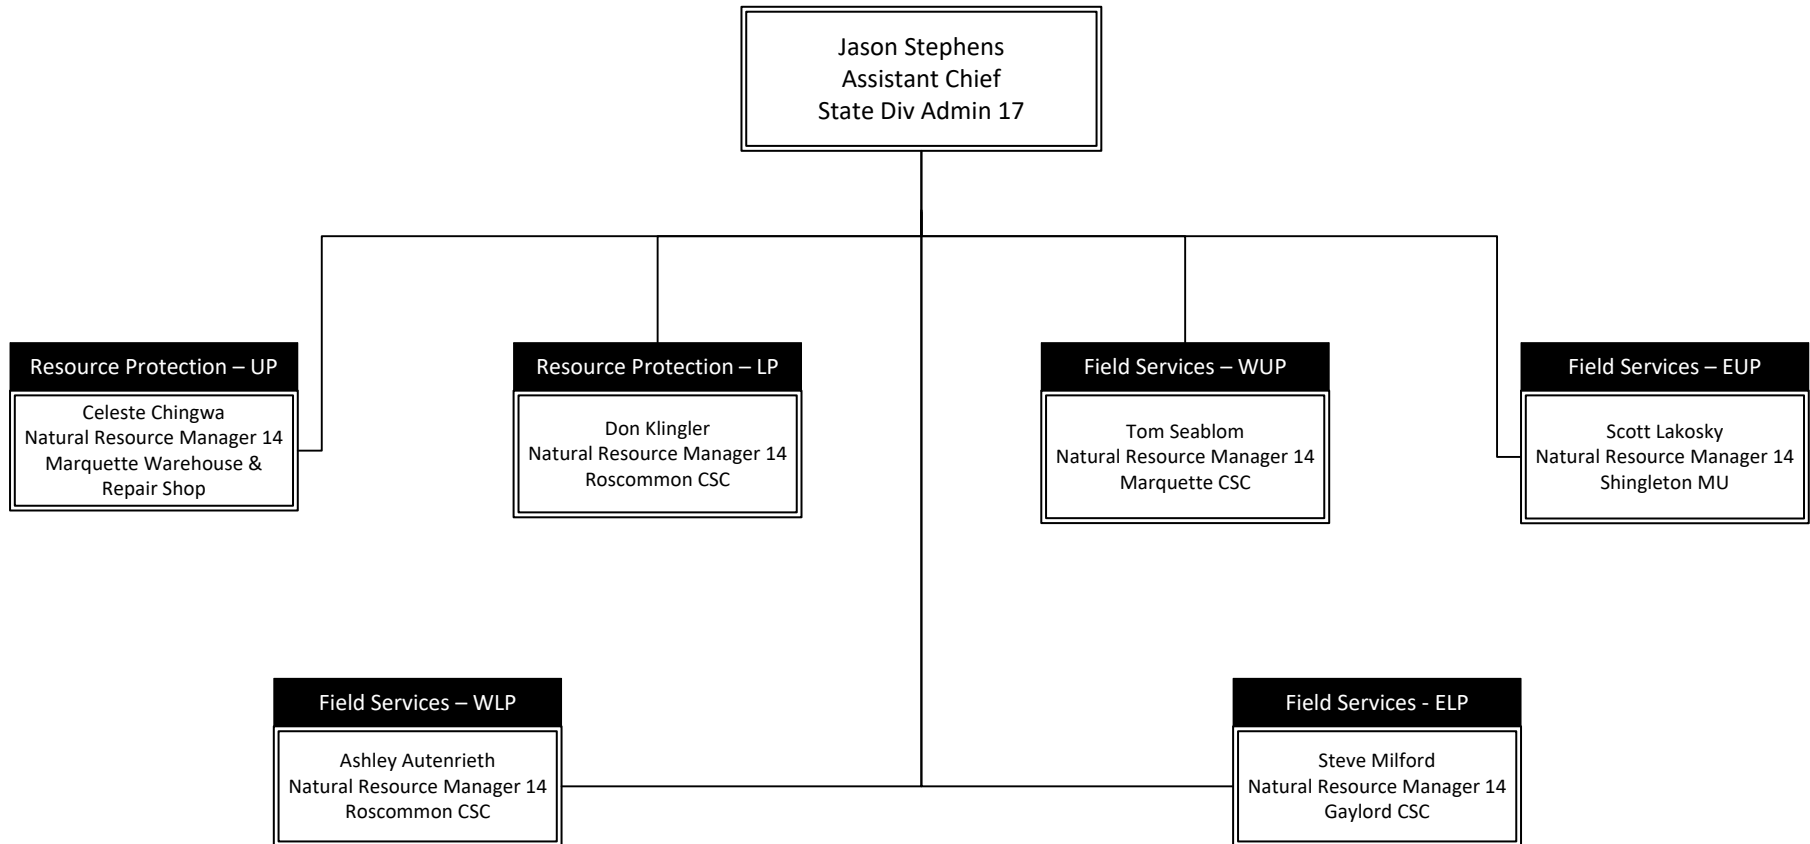 Jason Stephens
Assistant Chief
State Div Admin 17
Resource Protection – UP
Celeste Chingwa
Natural Resource Manager 14
Marquette Warehouse &
Repair Shop
Resource Protection – LP
Don Klingler
Natural Resource Manager 14
Roscommon CSC
Field Services – WUP
Tom Seablom
Natural Resource Manager 14
Marquette CSC
Field Services – EUP
Scott Lakosky
Natural Resource Manager 14
Shingleton MU
Field Services – WLP
Ashley Autenrieth
Natural Resource Manager 14
Roscommon CSC
Field Services - ELP
Steve Milford
Natural Resource Manager 14
Gaylord CSC